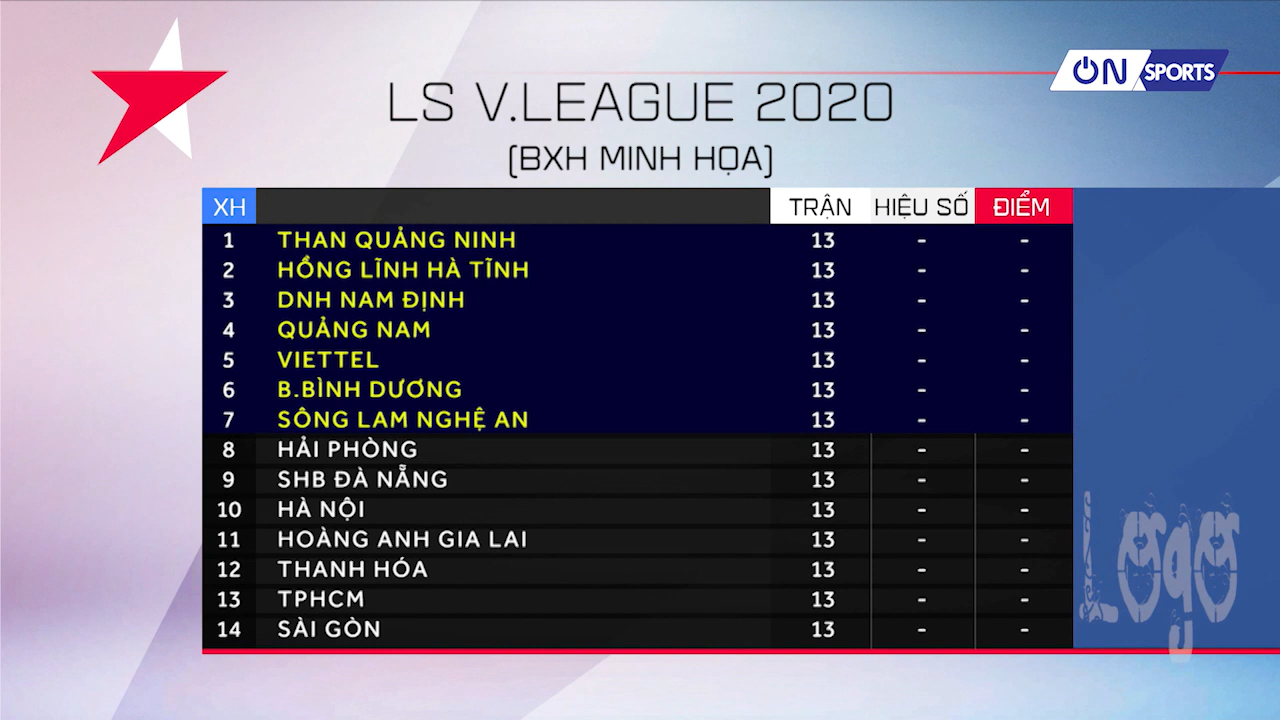 ON SPORTS
LS V.LEAGUE 2020
(BXH MINH HỌA)
XH TRẬN HIỆU SỐ ĐIỂM
1 THAN QUẢNG NINH 13 - -
2 HỒNG LĨNH HÀ TĨNH 13 - -
3 DNH NAM ĐỊNH 13 - -
4 QUẢNG NAM 13 - -
5 VIETTEL 13 - -
6 B.BÌNH DƯƠNG 13 - -
7 SÔNG LAM NGHỆ AN 13 - -
8 HẢI PHÒNG 13 - -
9 SHB ĐÀ NẴNG 13 - -
10 HÀ NỘI 13 - -
11 HOÀNG ANH GIA LAI 13 - -
12 THANH HÓA 13 - -
13 TPHCM 13 - -
14 SÀI GÒN 13 - -
Logo